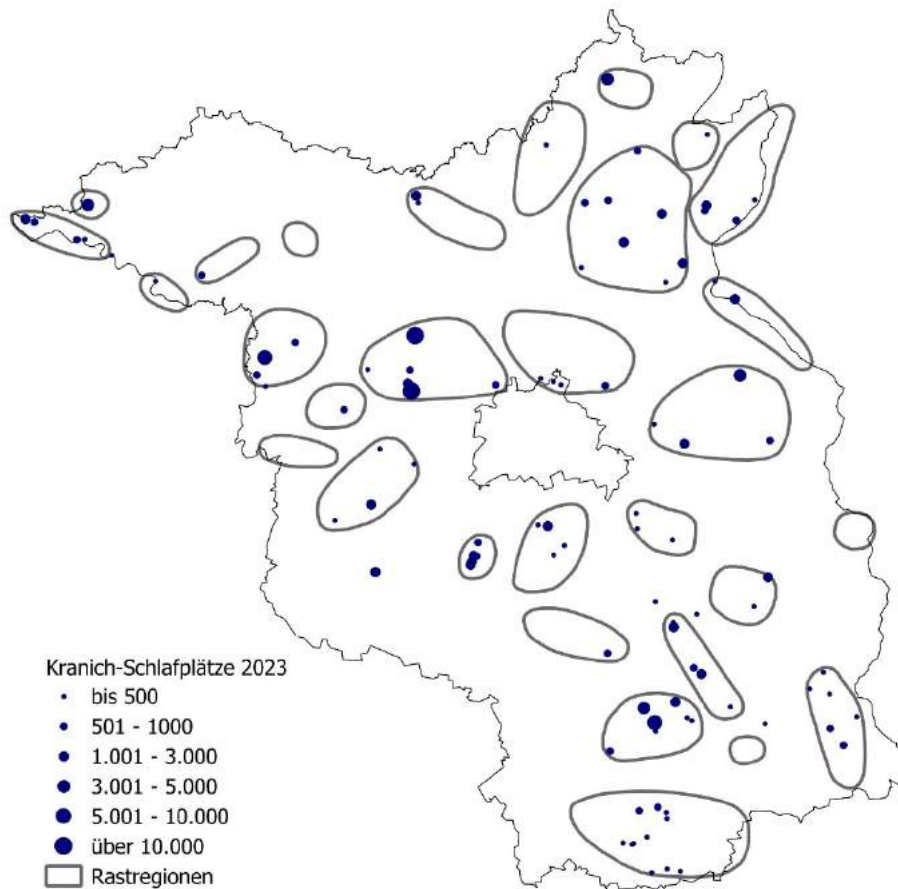 Kranich-Schlafplätze 2023
bis 500
501 - 1000
1.001 - 3.000
3.001 - 5.000
5.001 - 10.000
über 10.000
Rastregionen